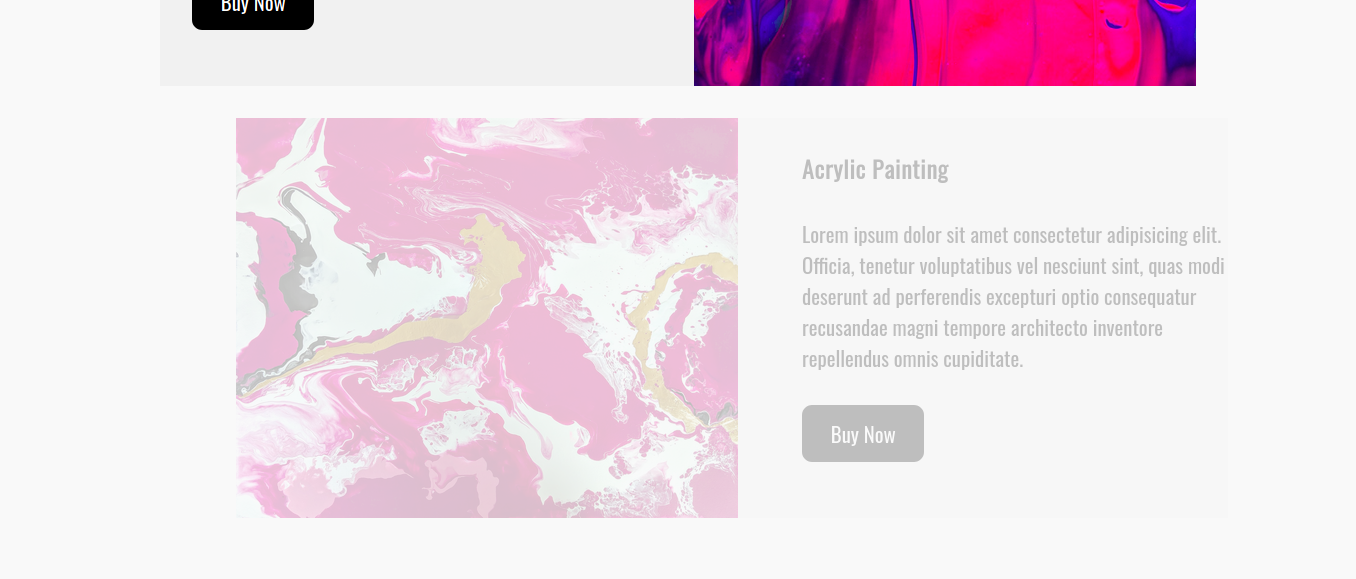 Buy Now
Acrylic Painting
Lorem ipsum dolor sit amet consectetur adipisicing elit.
Officia, tenetur voluptatibus vel nesciunt sint, quas modi
deserunt ad perferendis excepturi optio consequatur
recusandae magni tempore architecto inventore
repellendus omnis cupiditate.
Buy Now